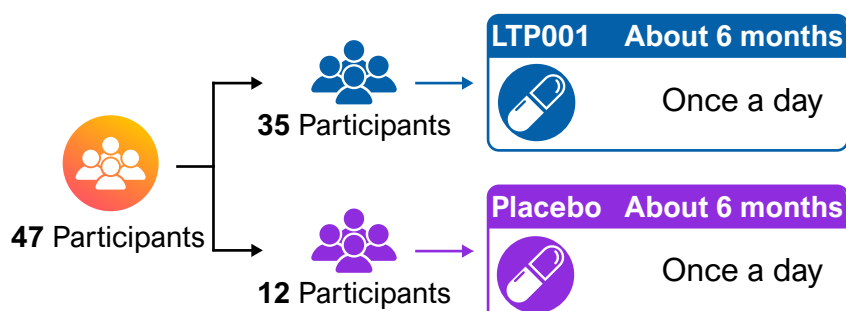 LTP001 About 6 months
Once a day
35 Participants
47 Participants
Placebo About 6 months
Once a day
12 Participants